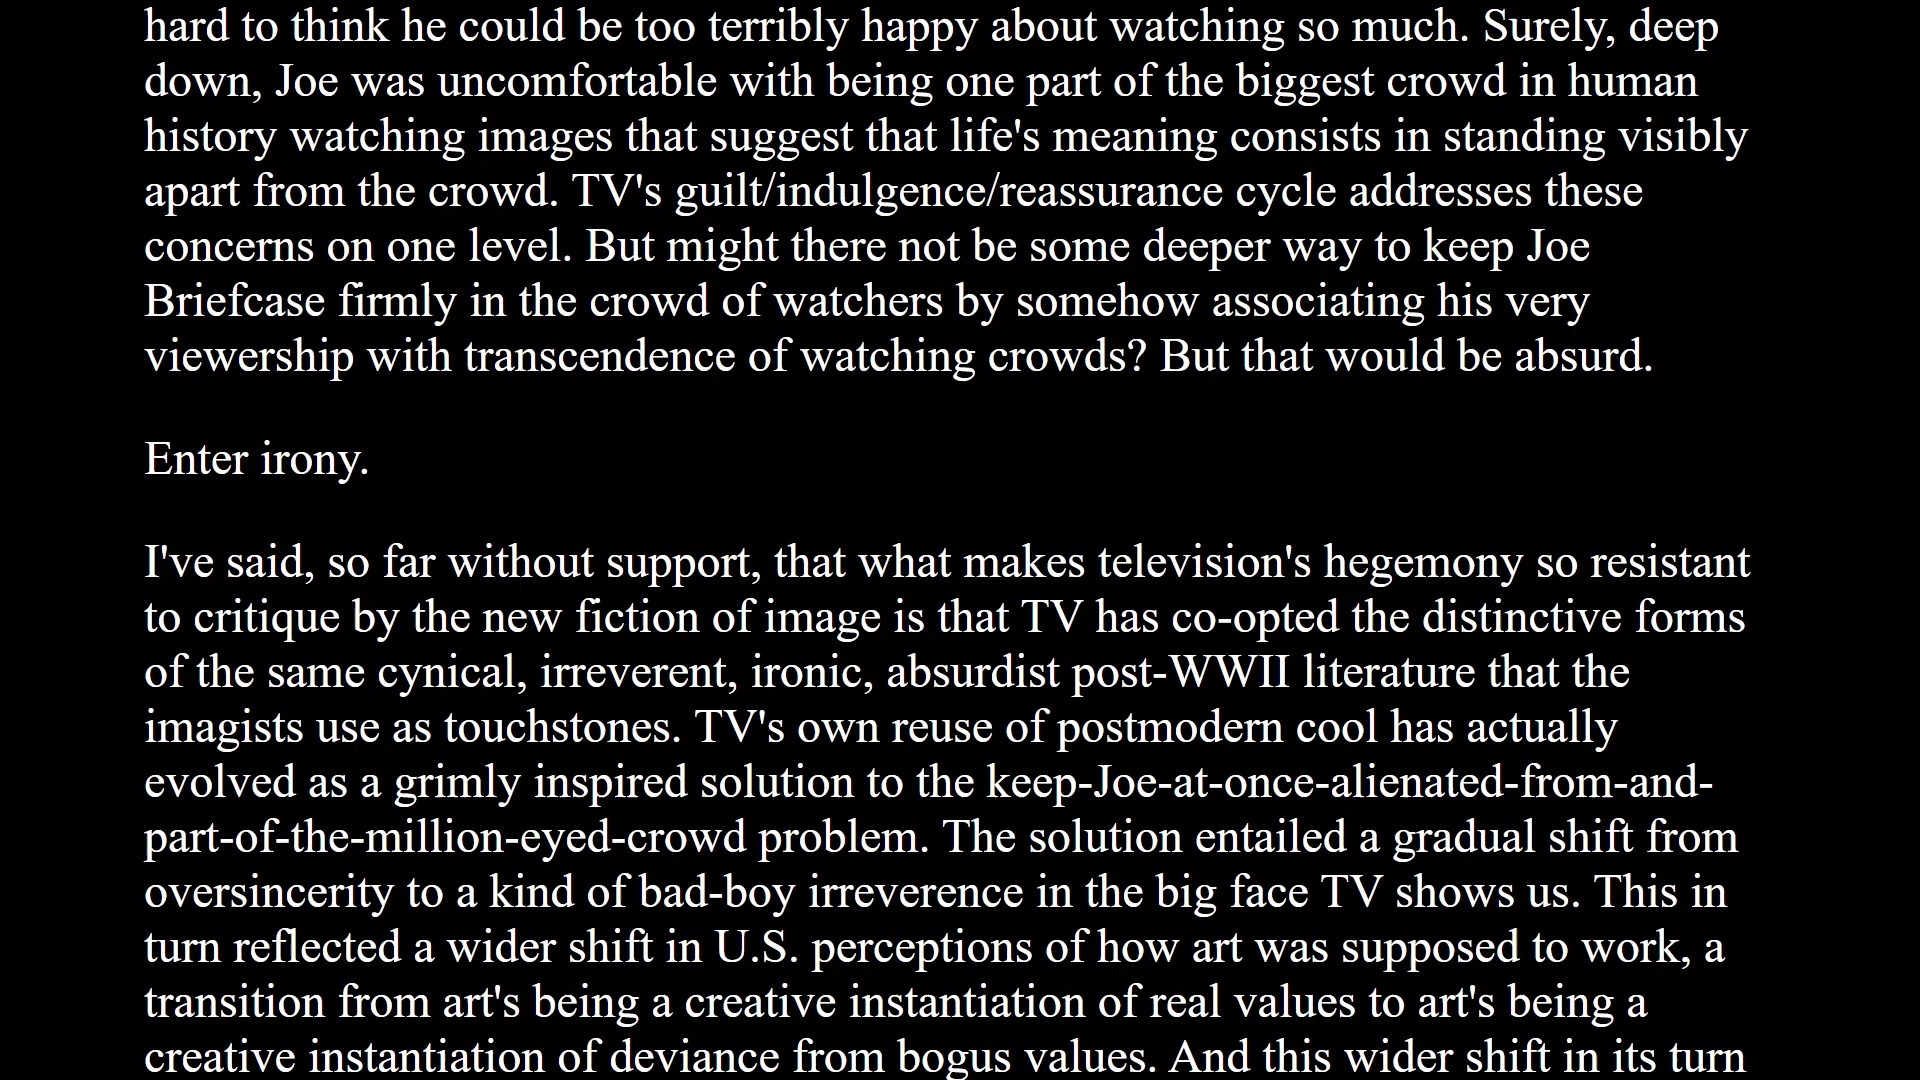 hard to think he could be too terribly happy about watching so much. Surely, deep
down, Joe was uncomfortable with being one part of the biggest crowd in human
history watching images that suggest that life's meaning consists in standing visibly
apart from the crowd. TV's guilt/indulgence/reassurance cycle addresses these
concerns on one level. But might there not be some deeper way to keep Joe
Briefcase firmly in the crowd of watchers by somehow associating his very
viewership with transcendence of watching crowds? But that would be absurd.
Enter irony.
I've said, so far without support, that what makes television's hegemony so resistant
to critique by the new fiction of image is that TV has co-opted the distinctive forms
of the same cynical, irreverent, ironic, absurdist post-WWII literature that the
imagists use as touchstones. TV's own reuse of postmodern cool has actually
evolved as a grimly inspired solution to the keep-Joe-at-once-alienated-from-and-
part-of-the-million-eyed-crowd problem. The solution entailed a gradual shift from
oversincerity to a kind of bad-boy irreverence in the big face TV shows us. This in
turn reflected a wider shift in U.S. perceptions of how art was supposed to work, a
transition from art's being a creative instantiation of real values to art's being a
creative instantiation of deviance from bogus values. And this wider shift in its turn